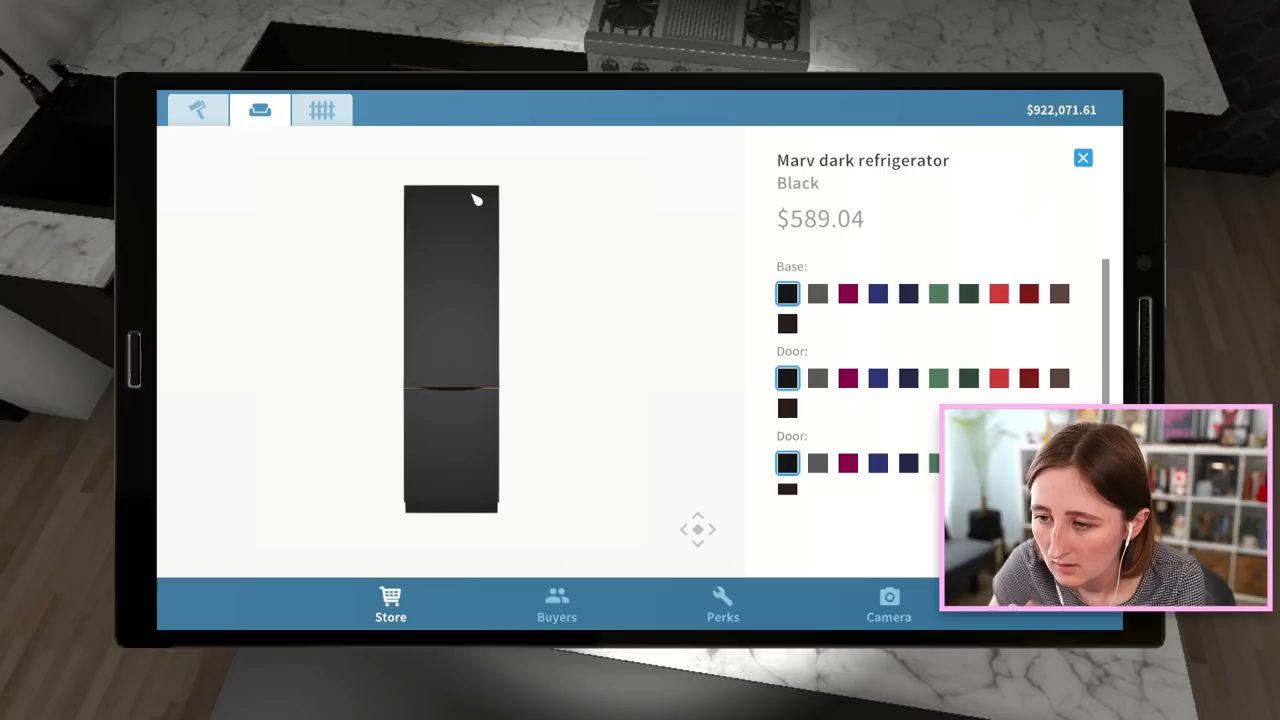 $922,071.61
Marv dark refrigerator
Black
$589.04
Base:
Door:
Door:
Store
Buyers
Perks
Camera